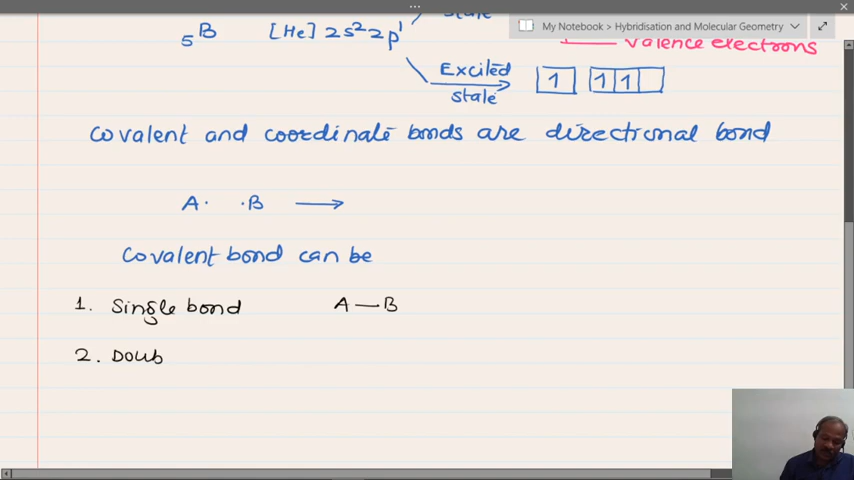 state
My Notebook > Hybridisation and Molecular Geometry
5B [He] 2s² 2p¹
valence electrons
Excited
state
1 1 1
covalent and coordinate bonds are directional bond
A· ·B →
Covalent bond can be
1. Single bond A—B
2. Doub